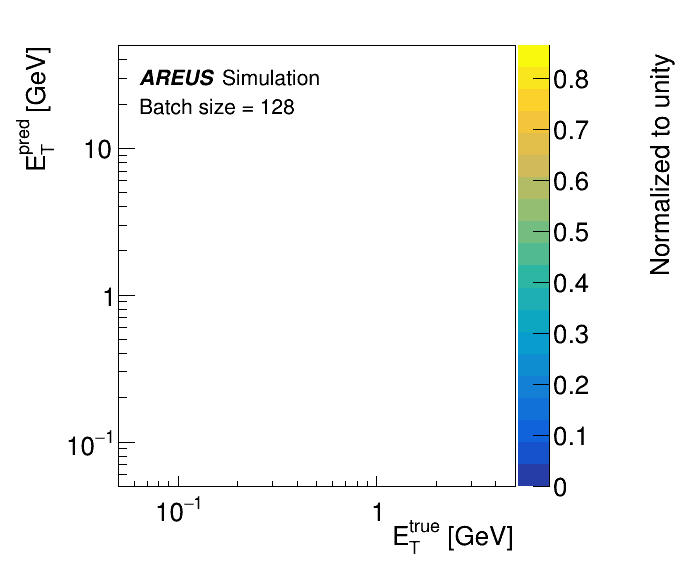 AREUS Simulation
Batch size = 128
E_T^pred [GeV]
10
1
10^−1
10^−1
1
E_T^true [GeV]
0.8
0.7
0.6
0.5
0.4
0.3
0.2
0.1
0
Normalized to unity